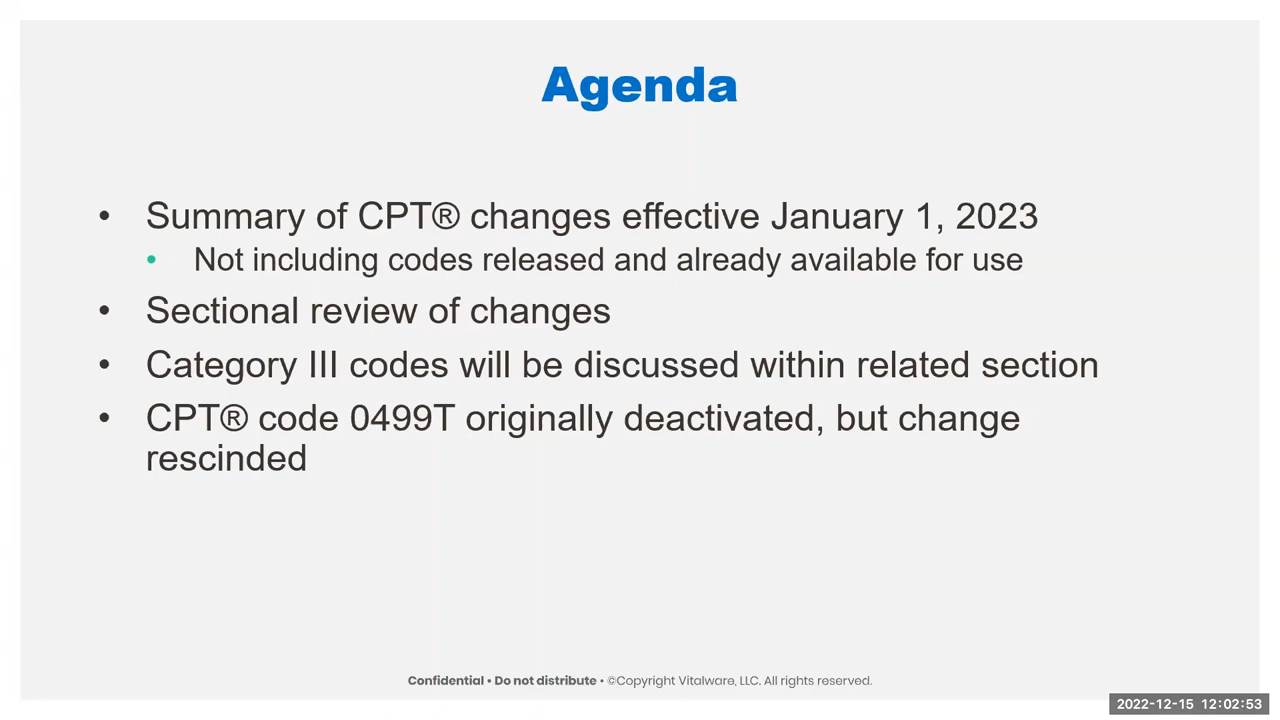 Agenda
• Summary of CPT® changes effective January 1, 2023
• Not including codes released and already available for use
• Sectional review of changes
• Category III codes will be discussed within related section
• CPT® code 0499T originally deactivated, but change
rescinded
Confidential • Do not distribute • ©Copyright Vitalware, LLC. All rights reserved.
2022-12-15 12:02:53